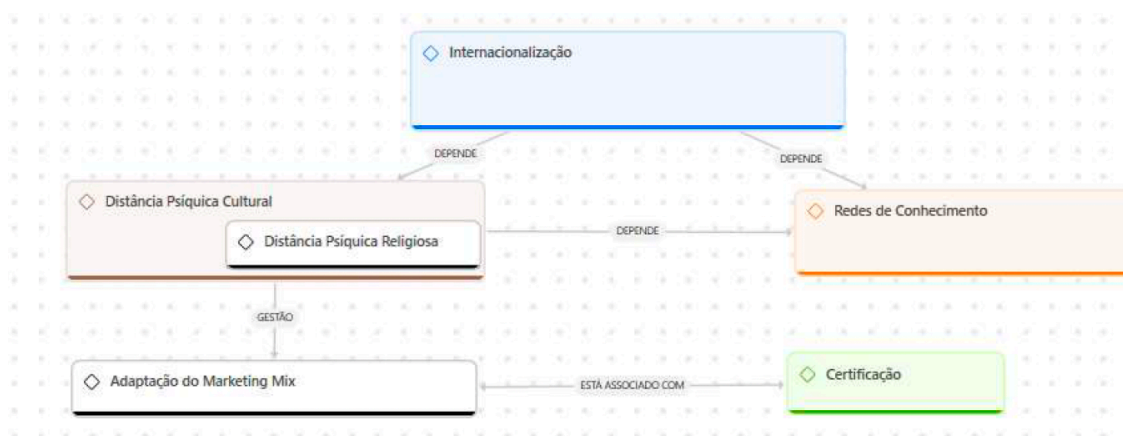 Internacionalização
DEPENDE
DEPENDE
Distância Psíquica Cultural
Redes de Conhecimento
Distância Psíquica Religiosa
DEPENDE
GESTÃO
Adaptação do Marketing Mix
ESTÁ ASSOCIADO COM
Certificação